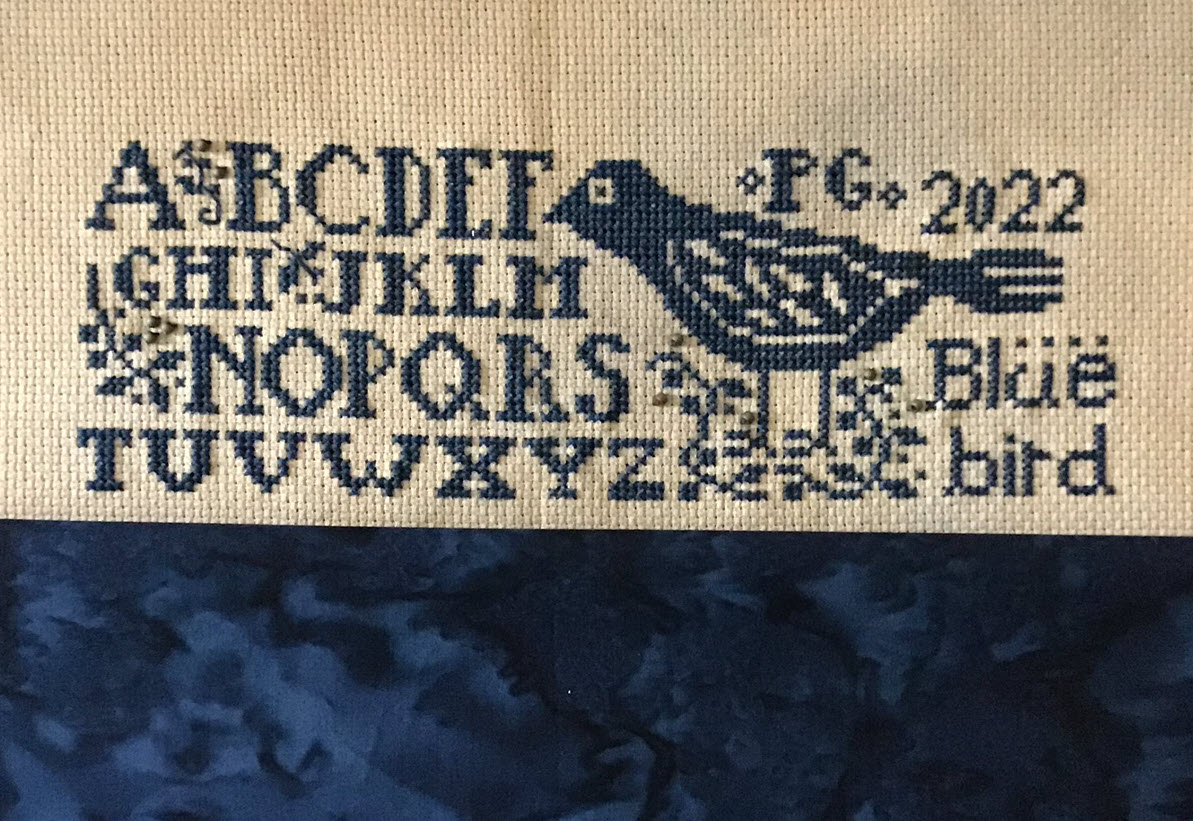 ABCDEF
GHIJKLM
NOPQRS
TUVWXYZ
PG 2022
Blüë
bird